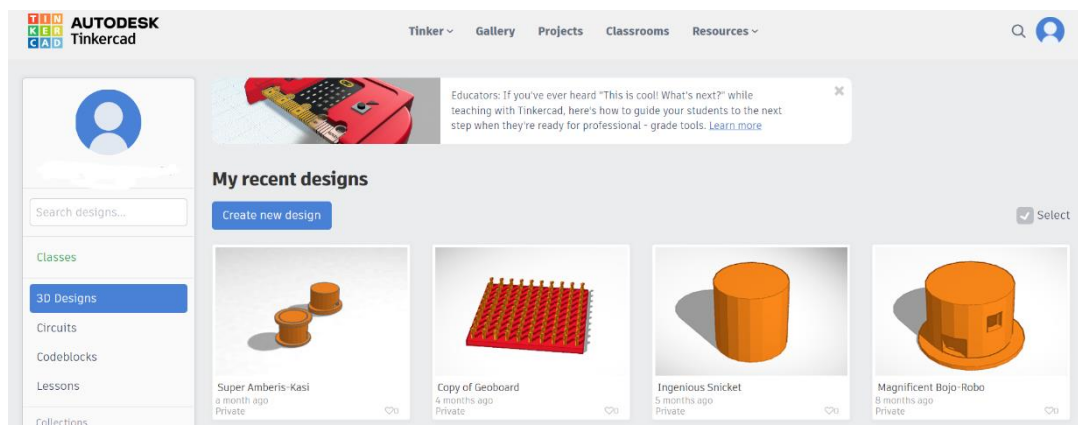 TIN
KER
CAD
AUTODESK
Tinkercad
Tinker Gallery Projects Classrooms Resources
Educators: If you've ever heard "This is cool! What's next?" while
teaching with Tinkercad, here's how to guide your students to the next
step when they're ready for professional - grade tools. Learn more
My recent designs
Search designs...
Create new design
Select
Classes
3D Designs
Circuits
Codeblocks
Lessons
Collections
Super Amberis-Kasi
a month ago
Private
0
Copy of Geoboard
4 months ago
Private
0
Ingenious Snicket
5 months ago
Private
0
Magnificent Bojo-Robo
8 months ago
Private
0